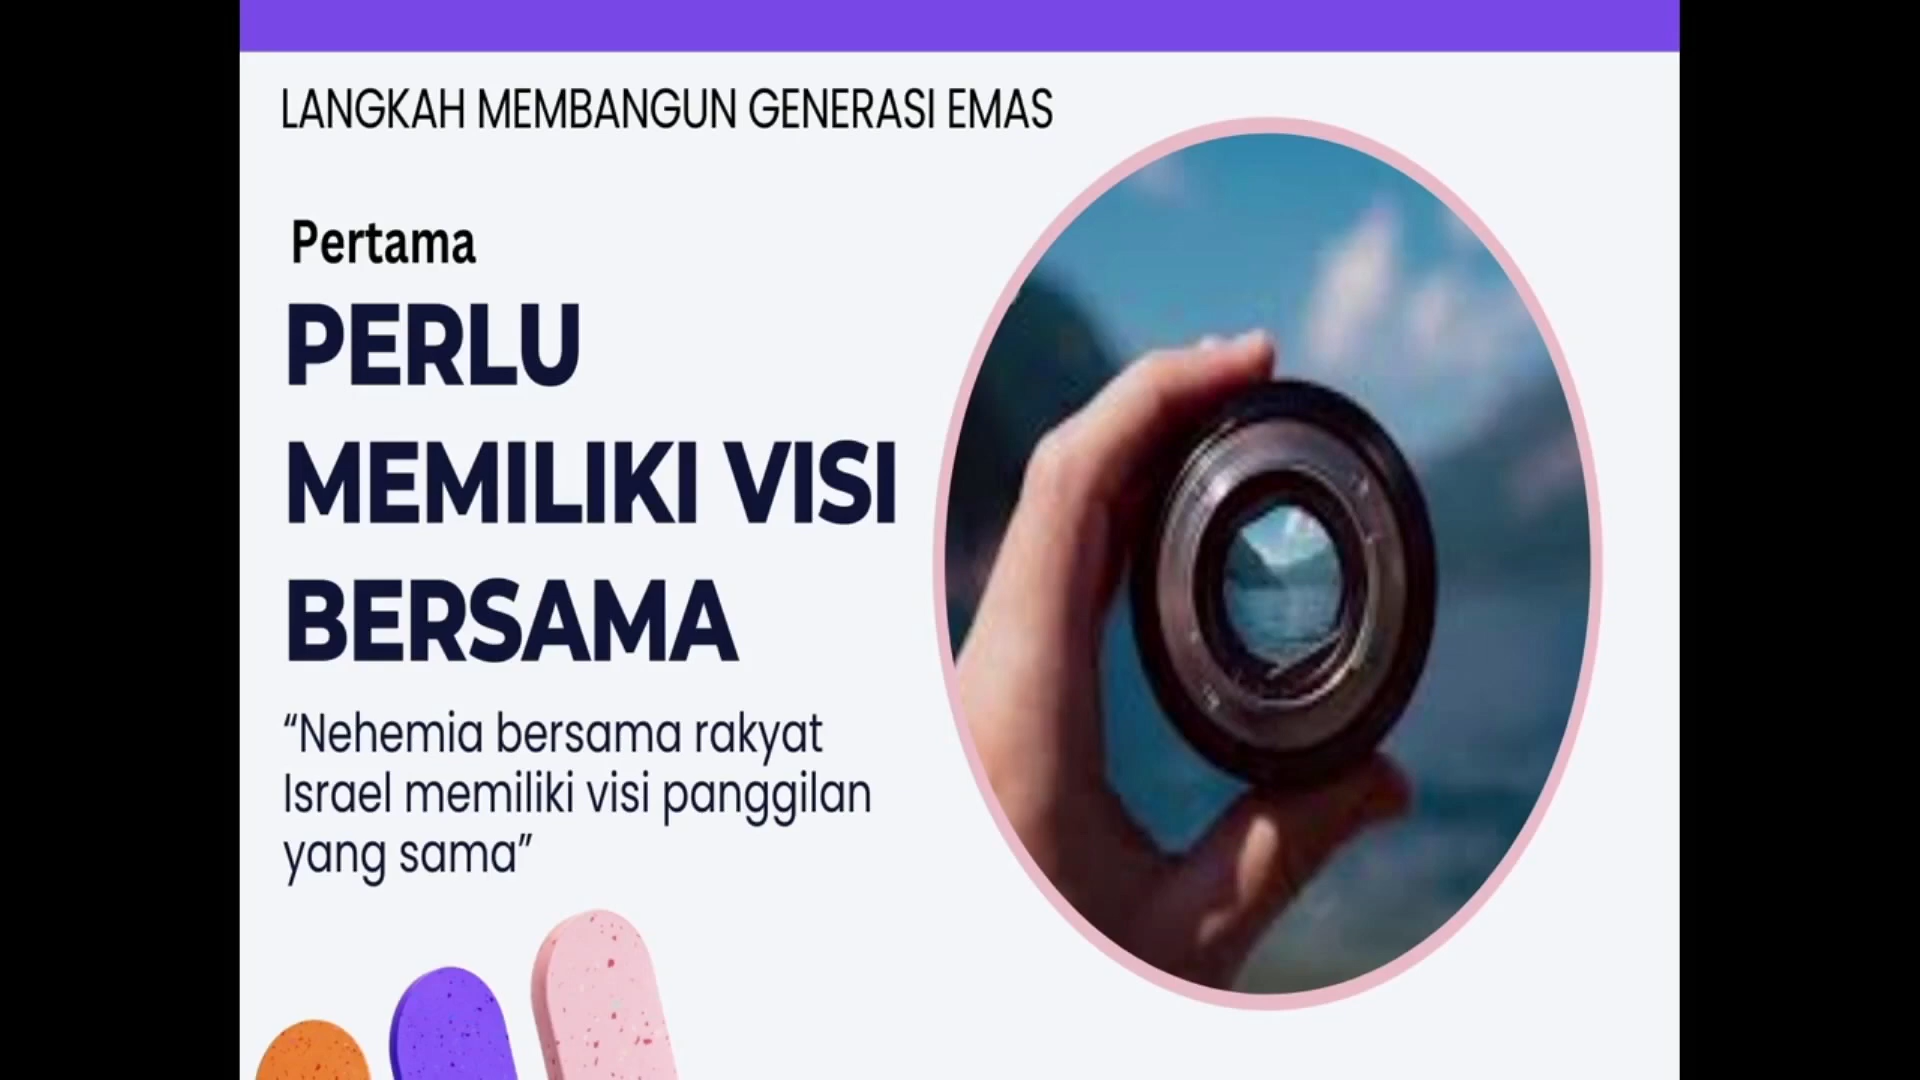 LANGKAH MEMBANGUN GENERASI EMAS
Pertama
PERLU
MEMILIKI VISI
BERSAMA
“Nehemia bersama rakyat
Israel memiliki visi panggilan
yang sama”